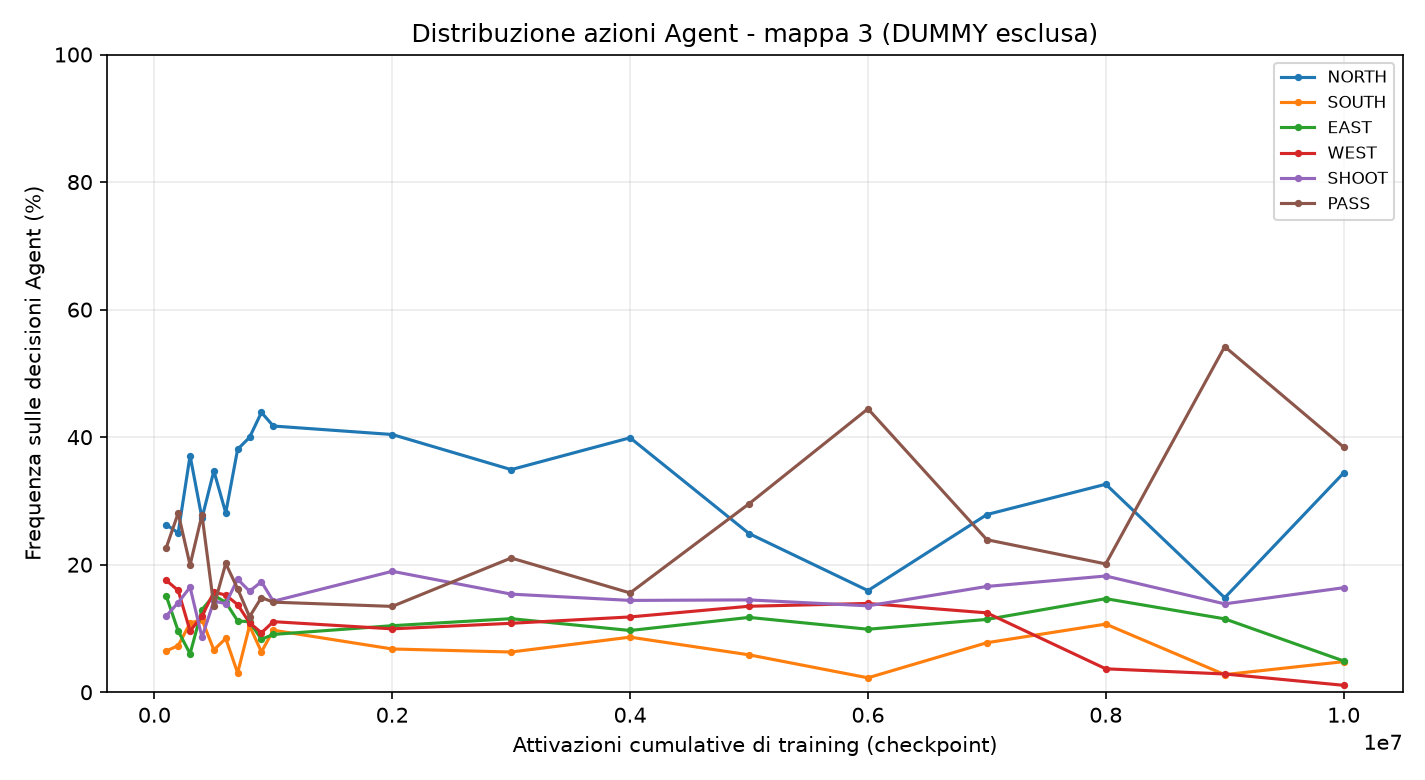 Distribuzione azioni Agent - mappa 3 (DUMMY esclusa)
100
80
60
40
20
0
Frequenza sulle decisioni Agent (%)
NORTH
SOUTH
EAST
WEST
SHOOT
PASS
0.0
0.2
0.4
0.6
0.8
1.0
1e7
Attivazioni cumulative di training (checkpoint)